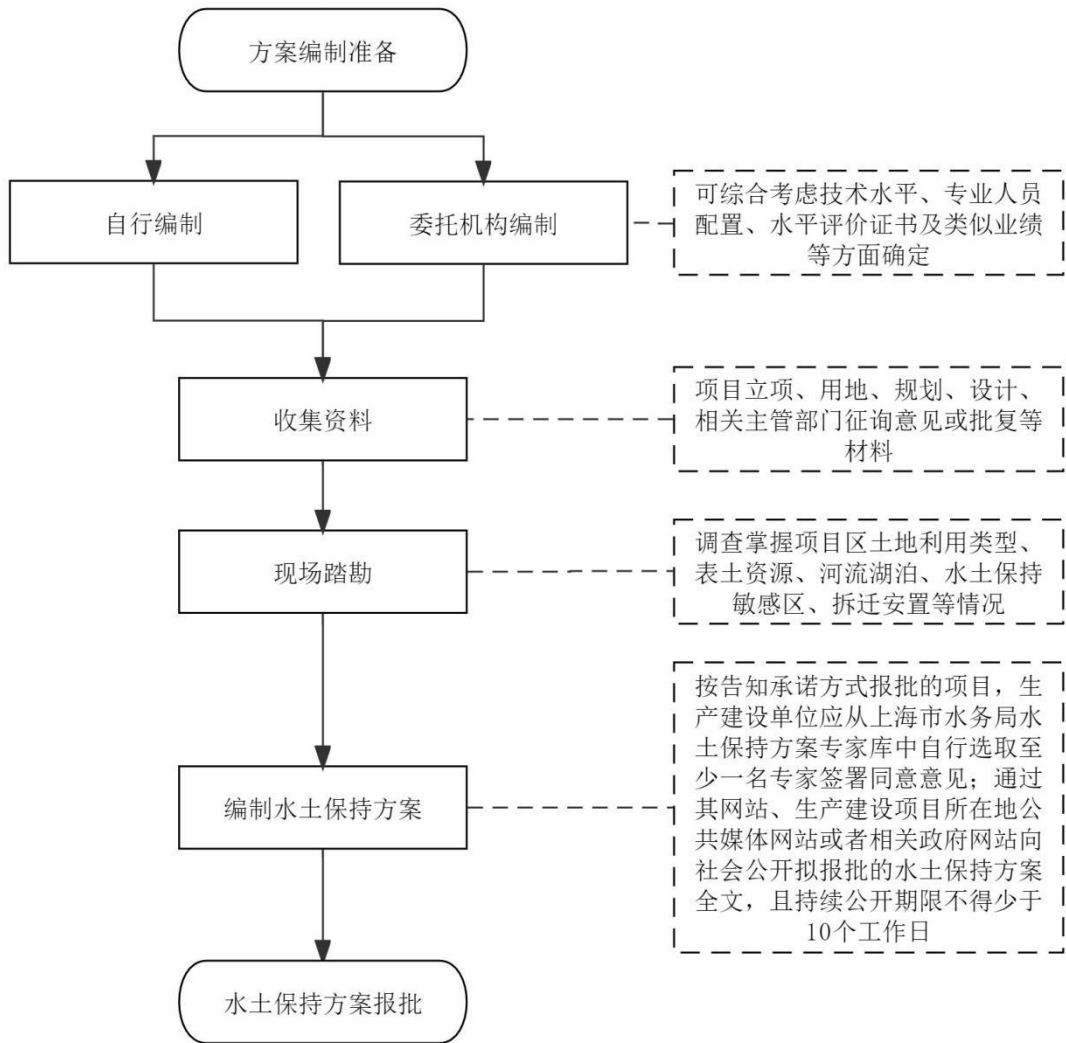 方案编制准备
自行编制
委托机构编制
可综合考虑技术水平、专业人员
配置、水平评价证书及类似业绩
等方面确定
收集资料
项目立项、用地、规划、设计、
相关主管部门征询意见或批复等
材料
现场踏勘
调查掌握项目区土地利用类型、
表土资源、河流湖泊、水土保持
敏感区、拆迁安置等情况
编制水土保持方案
按告知承诺方式报批的项目，生
产建设单位应从上海市水务局水
土保持方案专家库中自行选取至
少一名专家签署同意意见；通过
其网站、生产建设项目所在地公
共媒体网站或者相关政府网站向
社会公开拟报批的水土保持方案
全文，且持续公开期限不得少于
10个工作日
水土保持方案报批